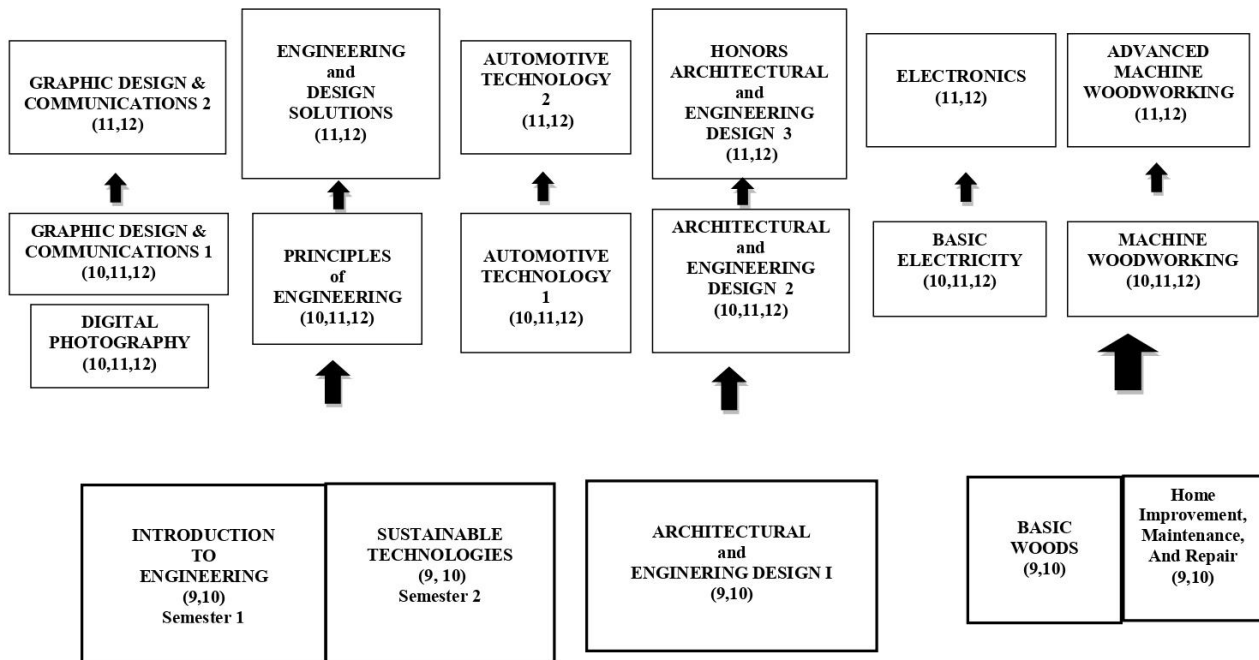 GRAPHIC DESIGN &
COMMUNICATIONS 2
(11,12)
ENGINEERING
and
DESIGN
SOLUTIONS
(11,12)
AUTOMOTIVE
TECHNOLOGY
2
(11,12)
HONORS
ARCHITECTURAL
and
ENGINEERING
DESIGN 3
(11,12)
ELECTRONICS
(11,12)
ADVANCED
MACHINE
WOODWORKING
(11,12)
GRAPHIC DESIGN &
COMMUNICATIONS 1
(10,11,12)
DIGITAL
PHOTOGRAPHY
(10,11,12)
PRINCIPLES
of
ENGINEERING
(10,11,12)
AUTOMOTIVE
TECHNOLOGY
1
(10,11,12)
ARCHITECTURAL
and
ENGINEERING
DESIGN 2
(10,11,12)
BASIC
ELECTRICITY
(10,11,12)
MACHINE
WOODWORKING
(10,11,12)
INTRODUCTION
TO
ENGINEERING
(9,10)
Semester 1
SUSTAINABLE
TECHNOLOGIES
(9, 10)
Semester 2
ARCHITECTURAL
and
ENGINERING DESIGN I
(9,10)
BASIC
WOODS
(9,10)
Home
Improvement,
Maintenance,
And Repair
(9,10)